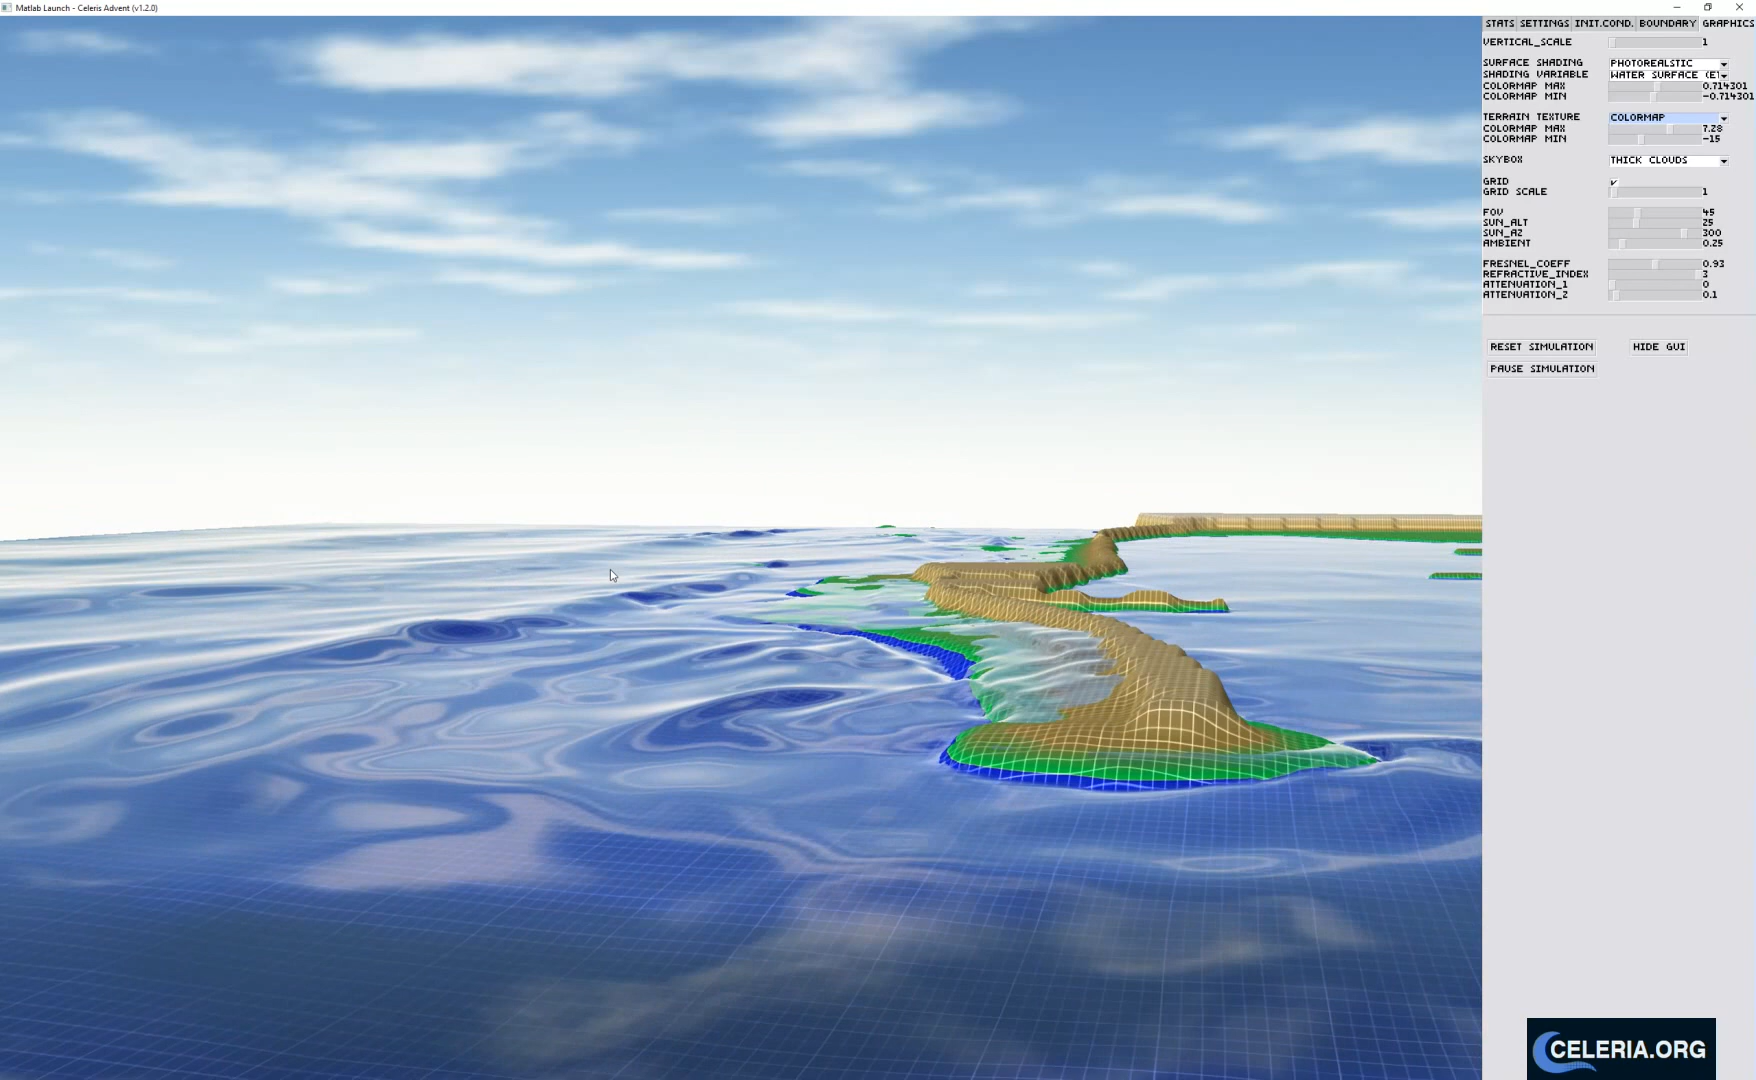 Matlab Launch - Celeris Advent (v1.2.0)
STATS SETTINGS INIT.COND. BOUNDARY GRAPHICS
VERTICAL_SCALE 1
SURFACE SHADING PHOTOREALSTIC
SHADING VARIABLE WATER SURFACE (ET
COLORMAP MAX 0.714301
COLORMAP MIN -0.714301
TERRAIN TEXTURE COLORMAP
COLORMAP MAX 7.28
COLORMAP MIN -15
SKYBOX THICK CLOUDS
GRID
GRID SCALE 1
FOV 45
SUN_ALT 25
SUN_AZ 300
AMBIENT 0.25
FRESNEL_COEFF 0.93
REFRACTIVE_INDEX 3
ATTENUATION_1 0
ATTENUATION_2 0.1
RESET SIMULATION HIDE GUI
PAUSE SIMULATION
CELERIA.ORG